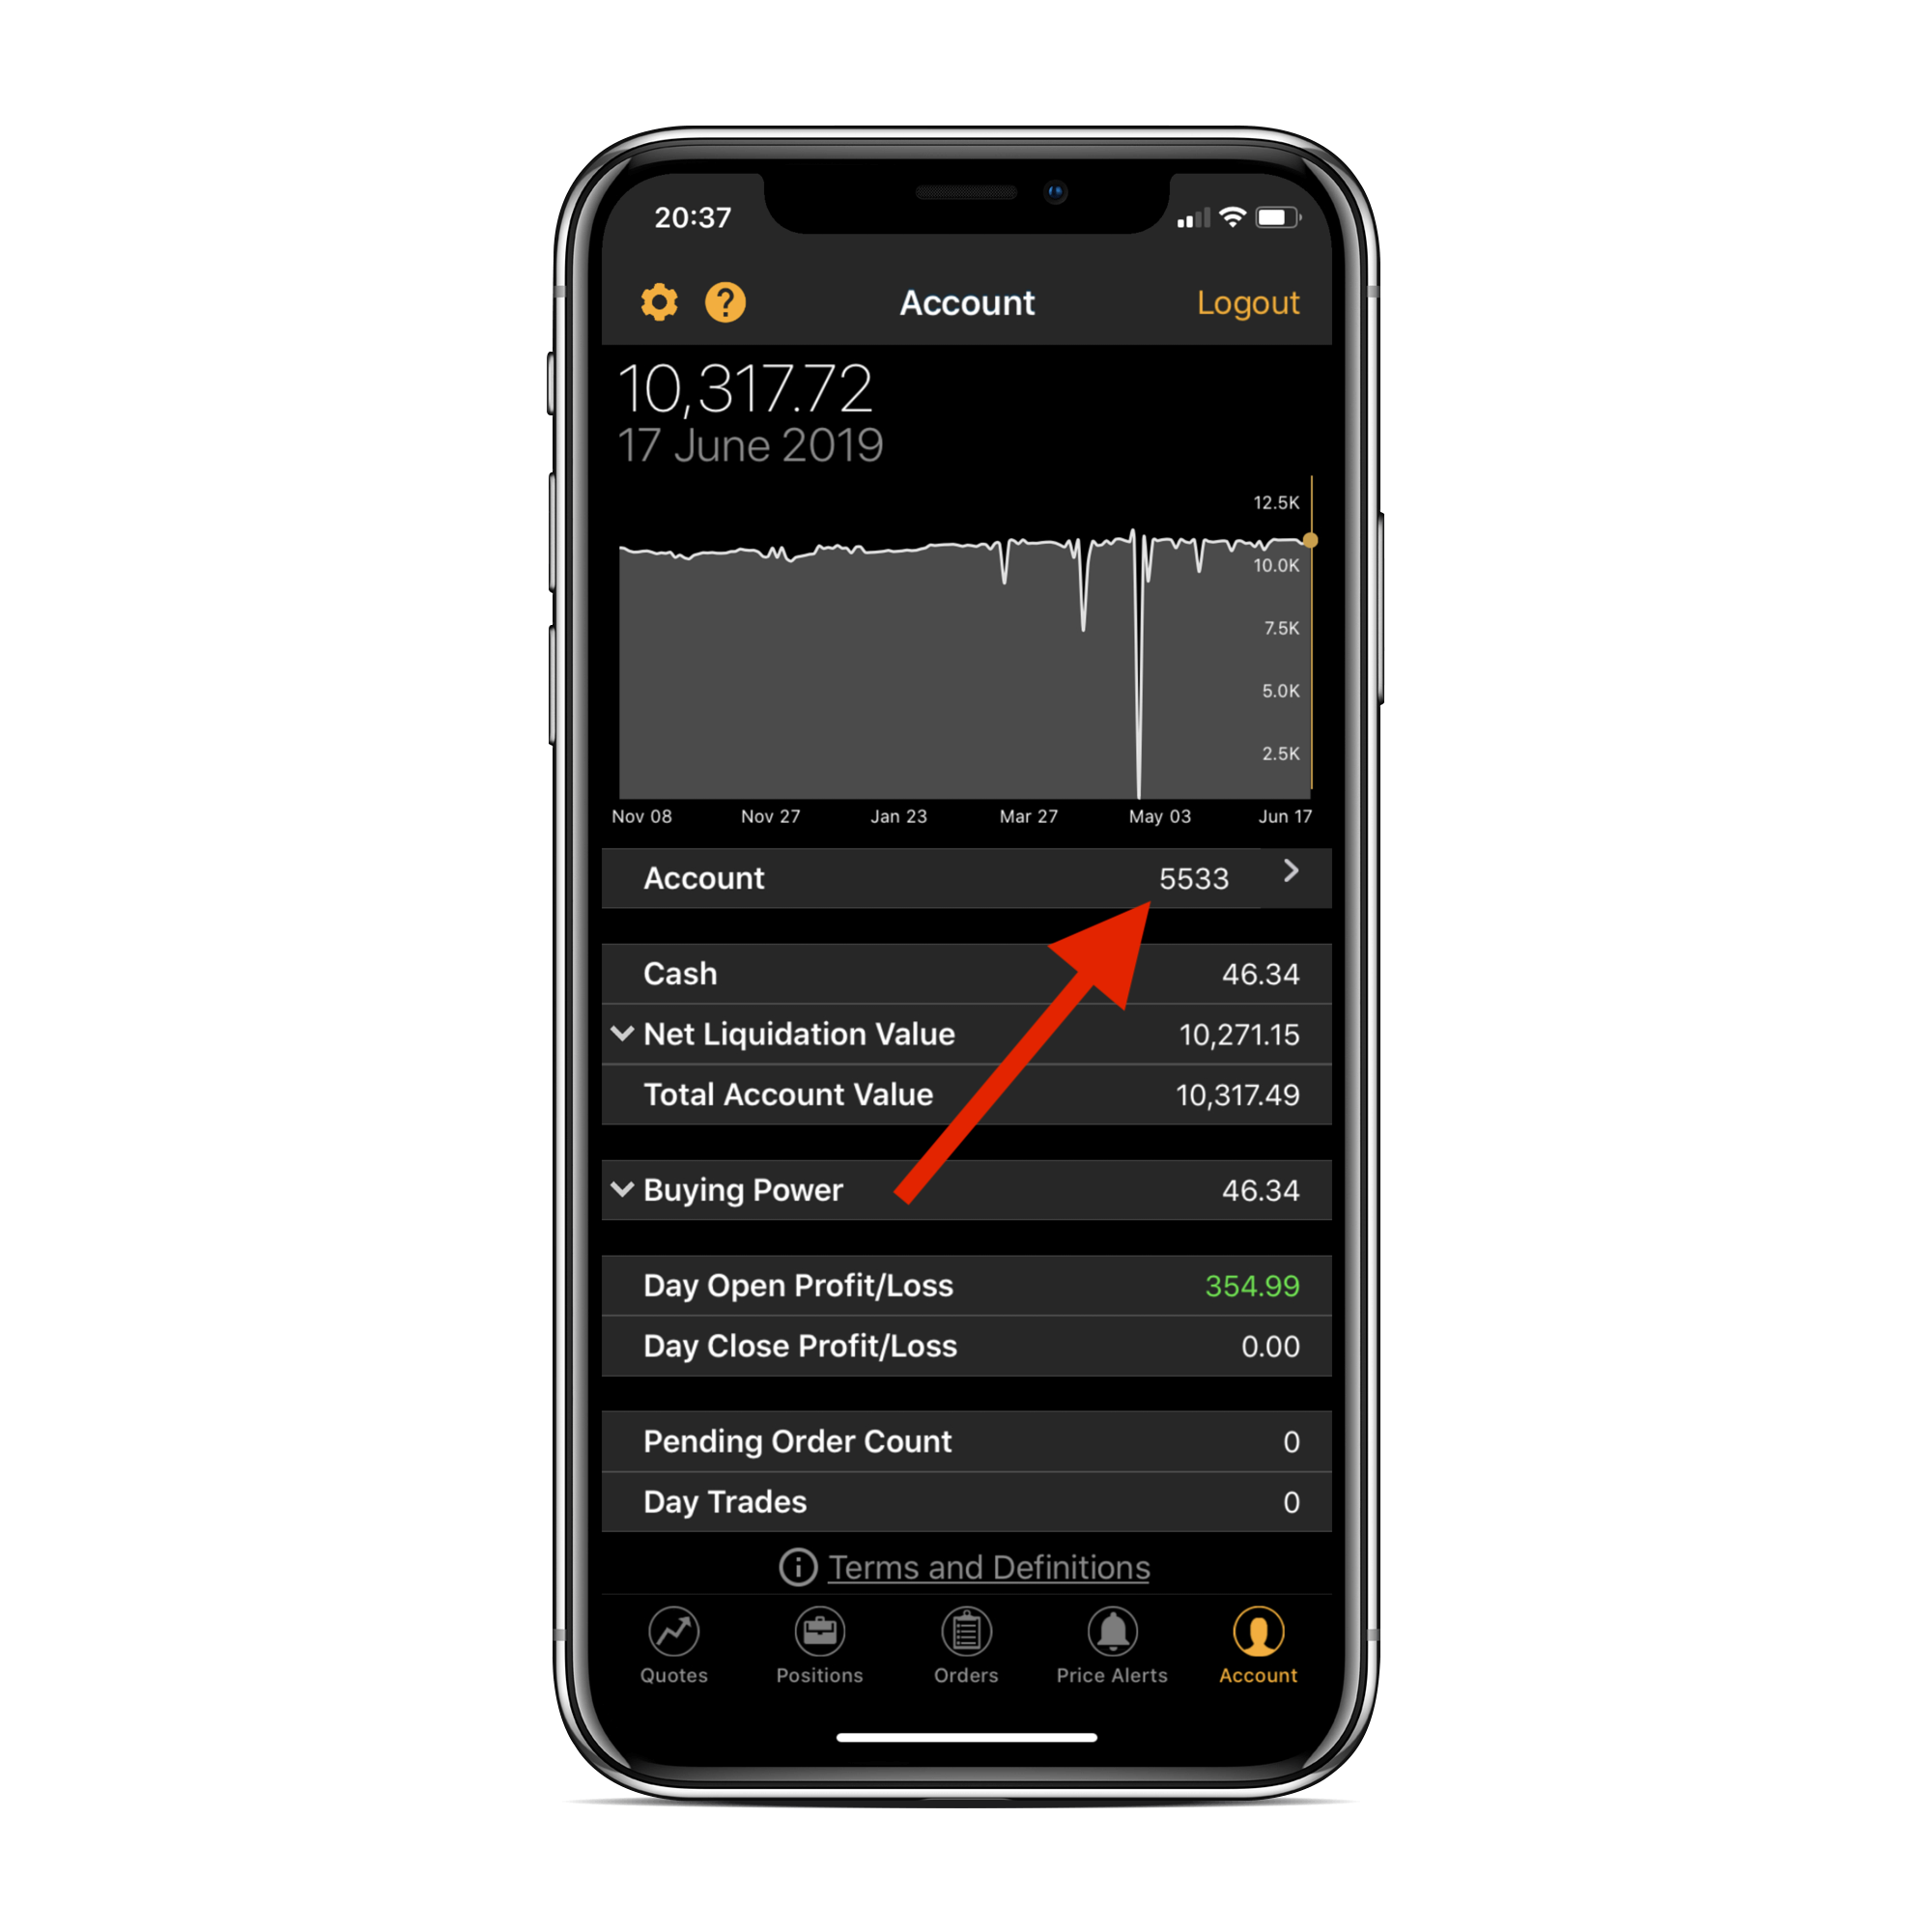 20:37
Account
Logout
10,317.72
17 June 2019
12.5K
10.0K
7.5K
5.0K
2.5K
Nov 08 Nov 27 Jan 23 Mar 27 May 03 Jun 17
Account 5533
Cash 46.34
Net Liquidation Value 10,271.15
Total Account Value 10,317.49
Buying Power 46.34
Day Open Profit/Loss 354.99
Day Close Profit/Loss 0.00
Pending Order Count 0
Day Trades 0
Terms and Definitions
Quotes Positions Orders Price Alerts Account